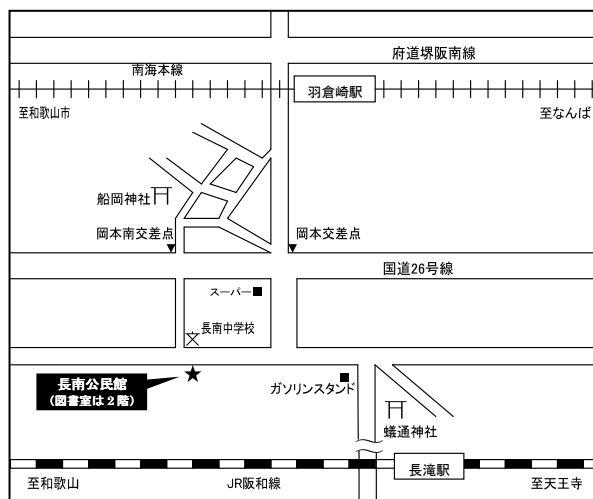 府道堺阪南線
南海本線
羽倉崎駅
至和歌山市
至なんば
船岡神社
岡本南交差点
岡本交差点
国道26号線
スーパー
長南中学校
長南公民館
(図書室は2階)
ガソリンスタンド
蟻通神社
長滝駅
至和歌山
JR阪和線
至天王寺